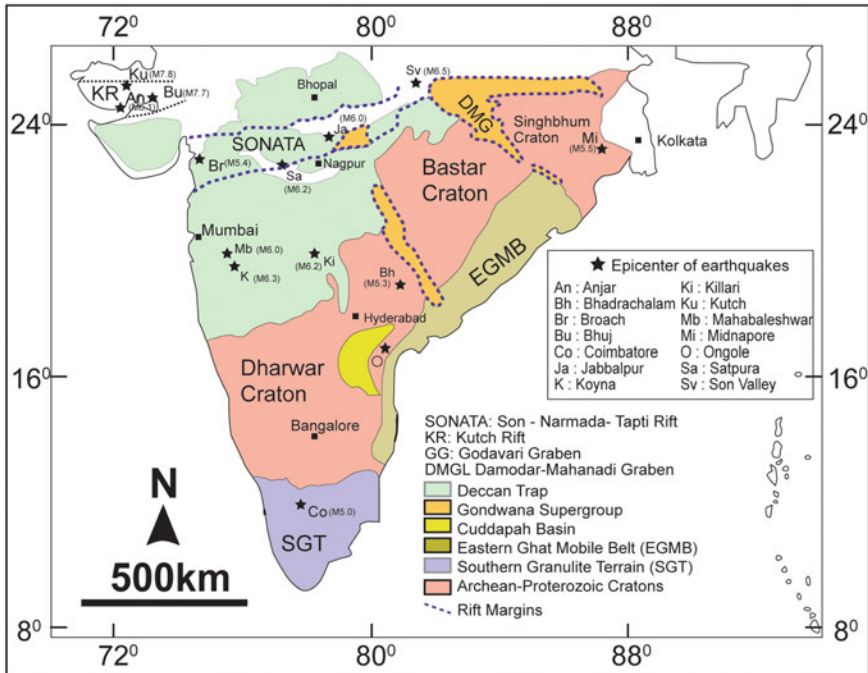 72⁰ 80⁰ 88⁰
Ku (M7.8)
KR An Bu (M7.7)
Sv (M6.5)
Bhopal
(M6.0)
DMG
24⁰
SONATA Ja
Singhbhum
Craton
Mi
(M5.5)
Kolkata
Br (M5.4)
Sa
(M6.2)
Nagpur
Bastar
Craton
Mumbai
Mb (M6.0)
K (M6.3)
Ki
(M6.2)
Bh
(M5.3)
EGMB
Hyderabad
★ Epicenter of earthquakes
An : Anjar Ki : Killari
Bh : Bhadrachalam Ku : Kutch
Br : Broach Mb : Mahabaleshwar
Bu : Bhuj Mi : Midnapore
Co : Coimbatore O : Ongole
Ja : Jabbalpur Sa : Satpura
K : Koyna Sv : Son Valley
O
16⁰ 16⁰
Dharwar
Craton
Bangalore
SONATA: Son - Narmada- Tapti Rift
KR: Kutch Rift
GG: Godavari Graben
DMGL Damodar-Mahanadi Graben
Deccan Trap
Gondwana Supergroup
Cuddapah Basin
Eastern Ghat Mobile Belt (EGMB)
Southern Granulite Terrain (SGT)
Archean-Proterozoic Cratons
Rift Margins
Co (M5.0)
SGT
N
500km
8⁰ 8⁰
72⁰ 80⁰ 88⁰
24⁰